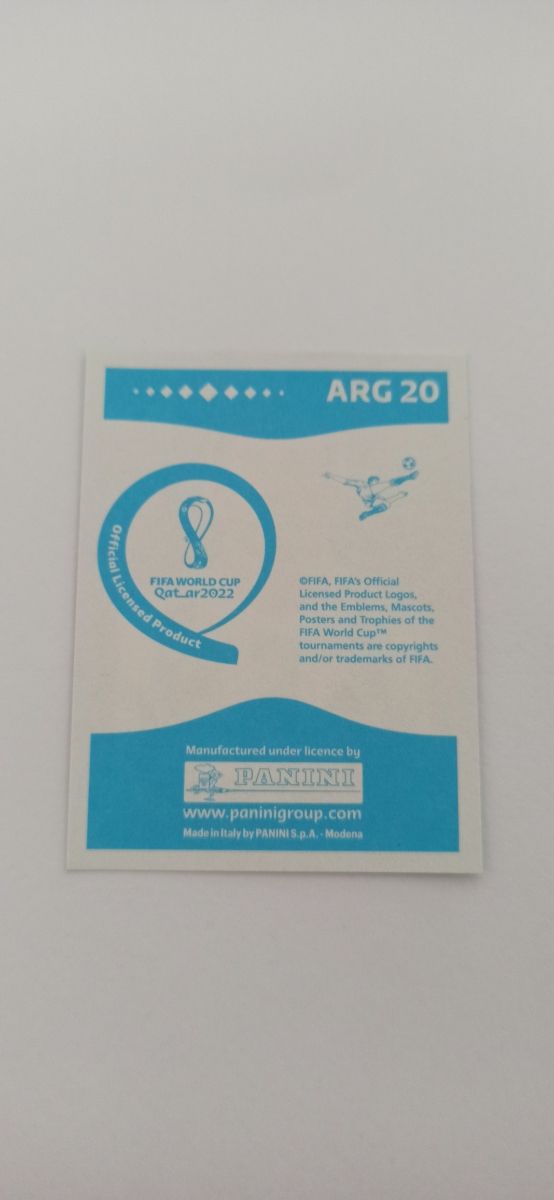 ARG 20
Official Licensed Product
FIFA WORLD CUP
Qat_ar2022
©FIFA, FIFA's Official
Licensed Product Logos,
and the Emblems, Mascots,
Posters and Trophies of the
FIFA World Cup™
tournaments are copyrights
and/or trademarks of FIFA.
Manufactured under licence by
PANINI
www.paninigroup.com
Made in Italy by PANINI S.p.A. - Modena